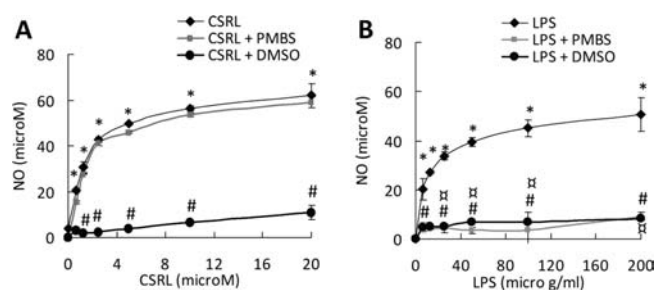 A
CSRL
CSRL + PMBS
CSRL + DMSO
NO (microM)
80
60
40
20
0
* * * * * * *
# # # # #
0 4 8 12 16 20
CSRL (microM)
B
LPS
LPS + PMBS
LPS + DMSO
NO (microM)
80
60
40
20
0
* * * * * *
¤ ¤ ¤
# # # # #
¤
0 40 80 120 160 200
LPS (micro g/ml)